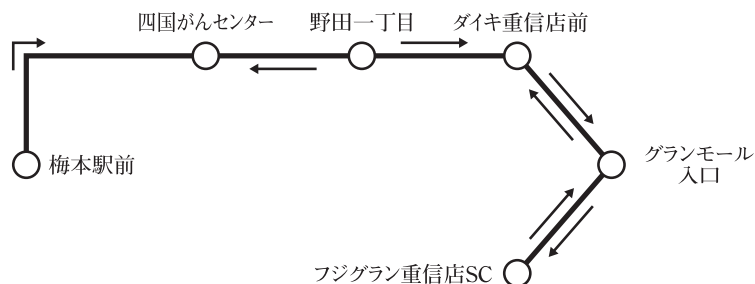 四国がんセンター
野田一丁目
ダイキ重信店前
梅本駅前
グランモール
入口
フジグラン重信店SC